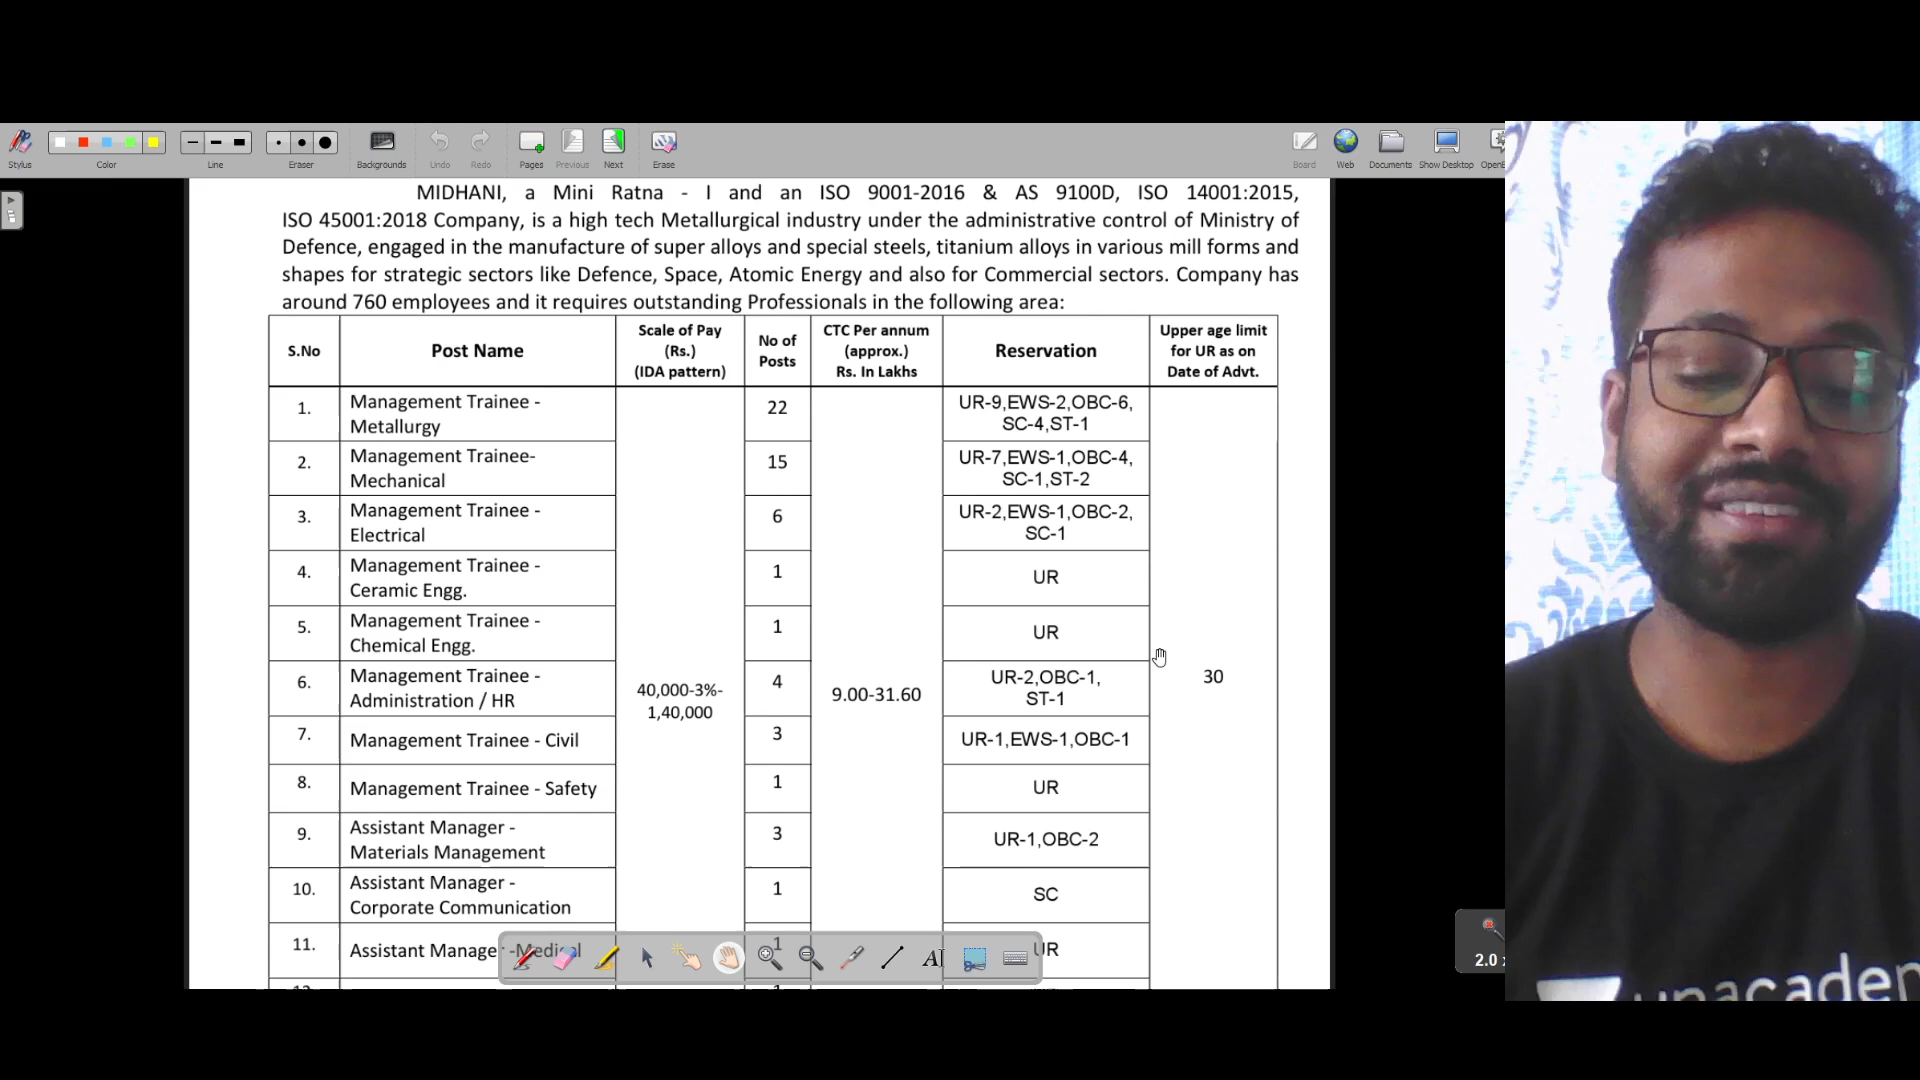 Stylus
Color
Line
Eraser
Backgrounds
Undo
Redo
Pages
Previous
Next
Erase
Board
Web
Documents
Show Desktop
MIDHANI, a Mini Ratna - I and an ISO 9001-2016 & AS 9100D, ISO 14001:2015,
ISO 45001:2018 Company, is a high tech Metallurgical industry under the administrative control of Ministry of
Defence, engaged in the manufacture of super alloys and special steels, titanium alloys in various mill forms and
shapes for strategic sectors like Defence, Space, Atomic Energy and also for Commercial sectors. Company has
around 760 employees and it requires outstanding Professionals in the following area:
S.No
Post Name
Scale of Pay
(Rs.)
(IDA pattern)
No of
Posts
CTC Per annum
(approx.)
Rs. In Lakhs
Reservation
Upper age limit
for UR as on
Date of Advt.
1.
Management Trainee -
Metallurgy
22
UR-9,EWS-2,OBC-6,
SC-4,ST-1
2.
Management Trainee-
Mechanical
15
UR-7,EWS-1,OBC-4,
SC-1,ST-2
3.
Management Trainee -
Electrical
6
UR-2,EWS-1,OBC-2,
SC-1
4.
Management Trainee -
Ceramic Engg.
1
UR
5.
Management Trainee -
Chemical Engg.
1
UR
6.
Management Trainee -
Administration / HR
40,000-3%-
1,40,000
4
9.00-31.60
UR-2,OBC-1,
ST-1
30
7.
Management Trainee - Civil
3
UR-1,EWS-1,OBC-1
8.
Management Trainee - Safety
1
UR
9.
Assistant Manager -
Materials Management
3
UR-1,OBC-2
10.
Assistant Manager -
Corporate Communication
1
SC
11.
Assistant Manager -Medical
1
UR
2.0
unacadem